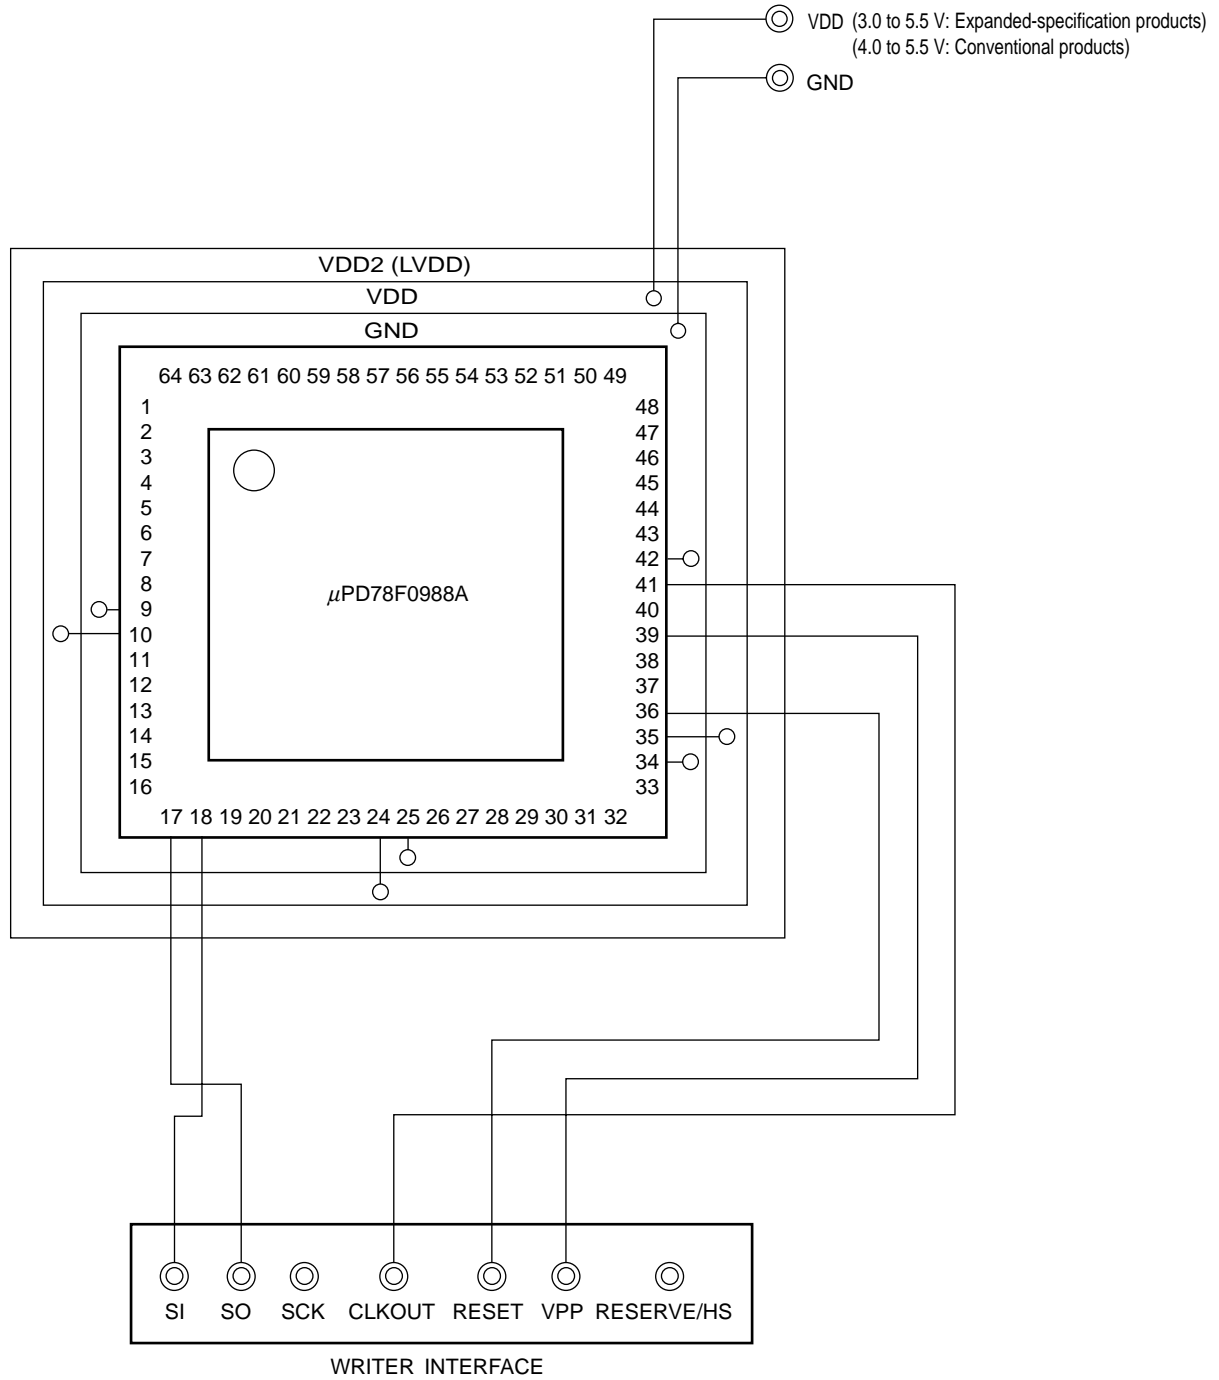 VDD (3.0 to 5.5 V: Expanded-specification products)
(4.0 to 5.5 V: Conventional products)
GND
VDD2 (LVDD)
VDD
GND
64 63 62 61 60 59 58 57 56 55 54 53 52 51 50 49
1 48
2 47
3 46
4 45
5 44
6 43
7 42
8 41
μPD78F0988A
9 40
10 39
11 38
12 37
13 36
14 35
15 34
16 33
17 18 19 20 21 22 23 24 25 26 27 28 29 30 31 32
SI SO SCK CLKOUT RESET VPP RESERVE/HS
WRITER INTERFACE